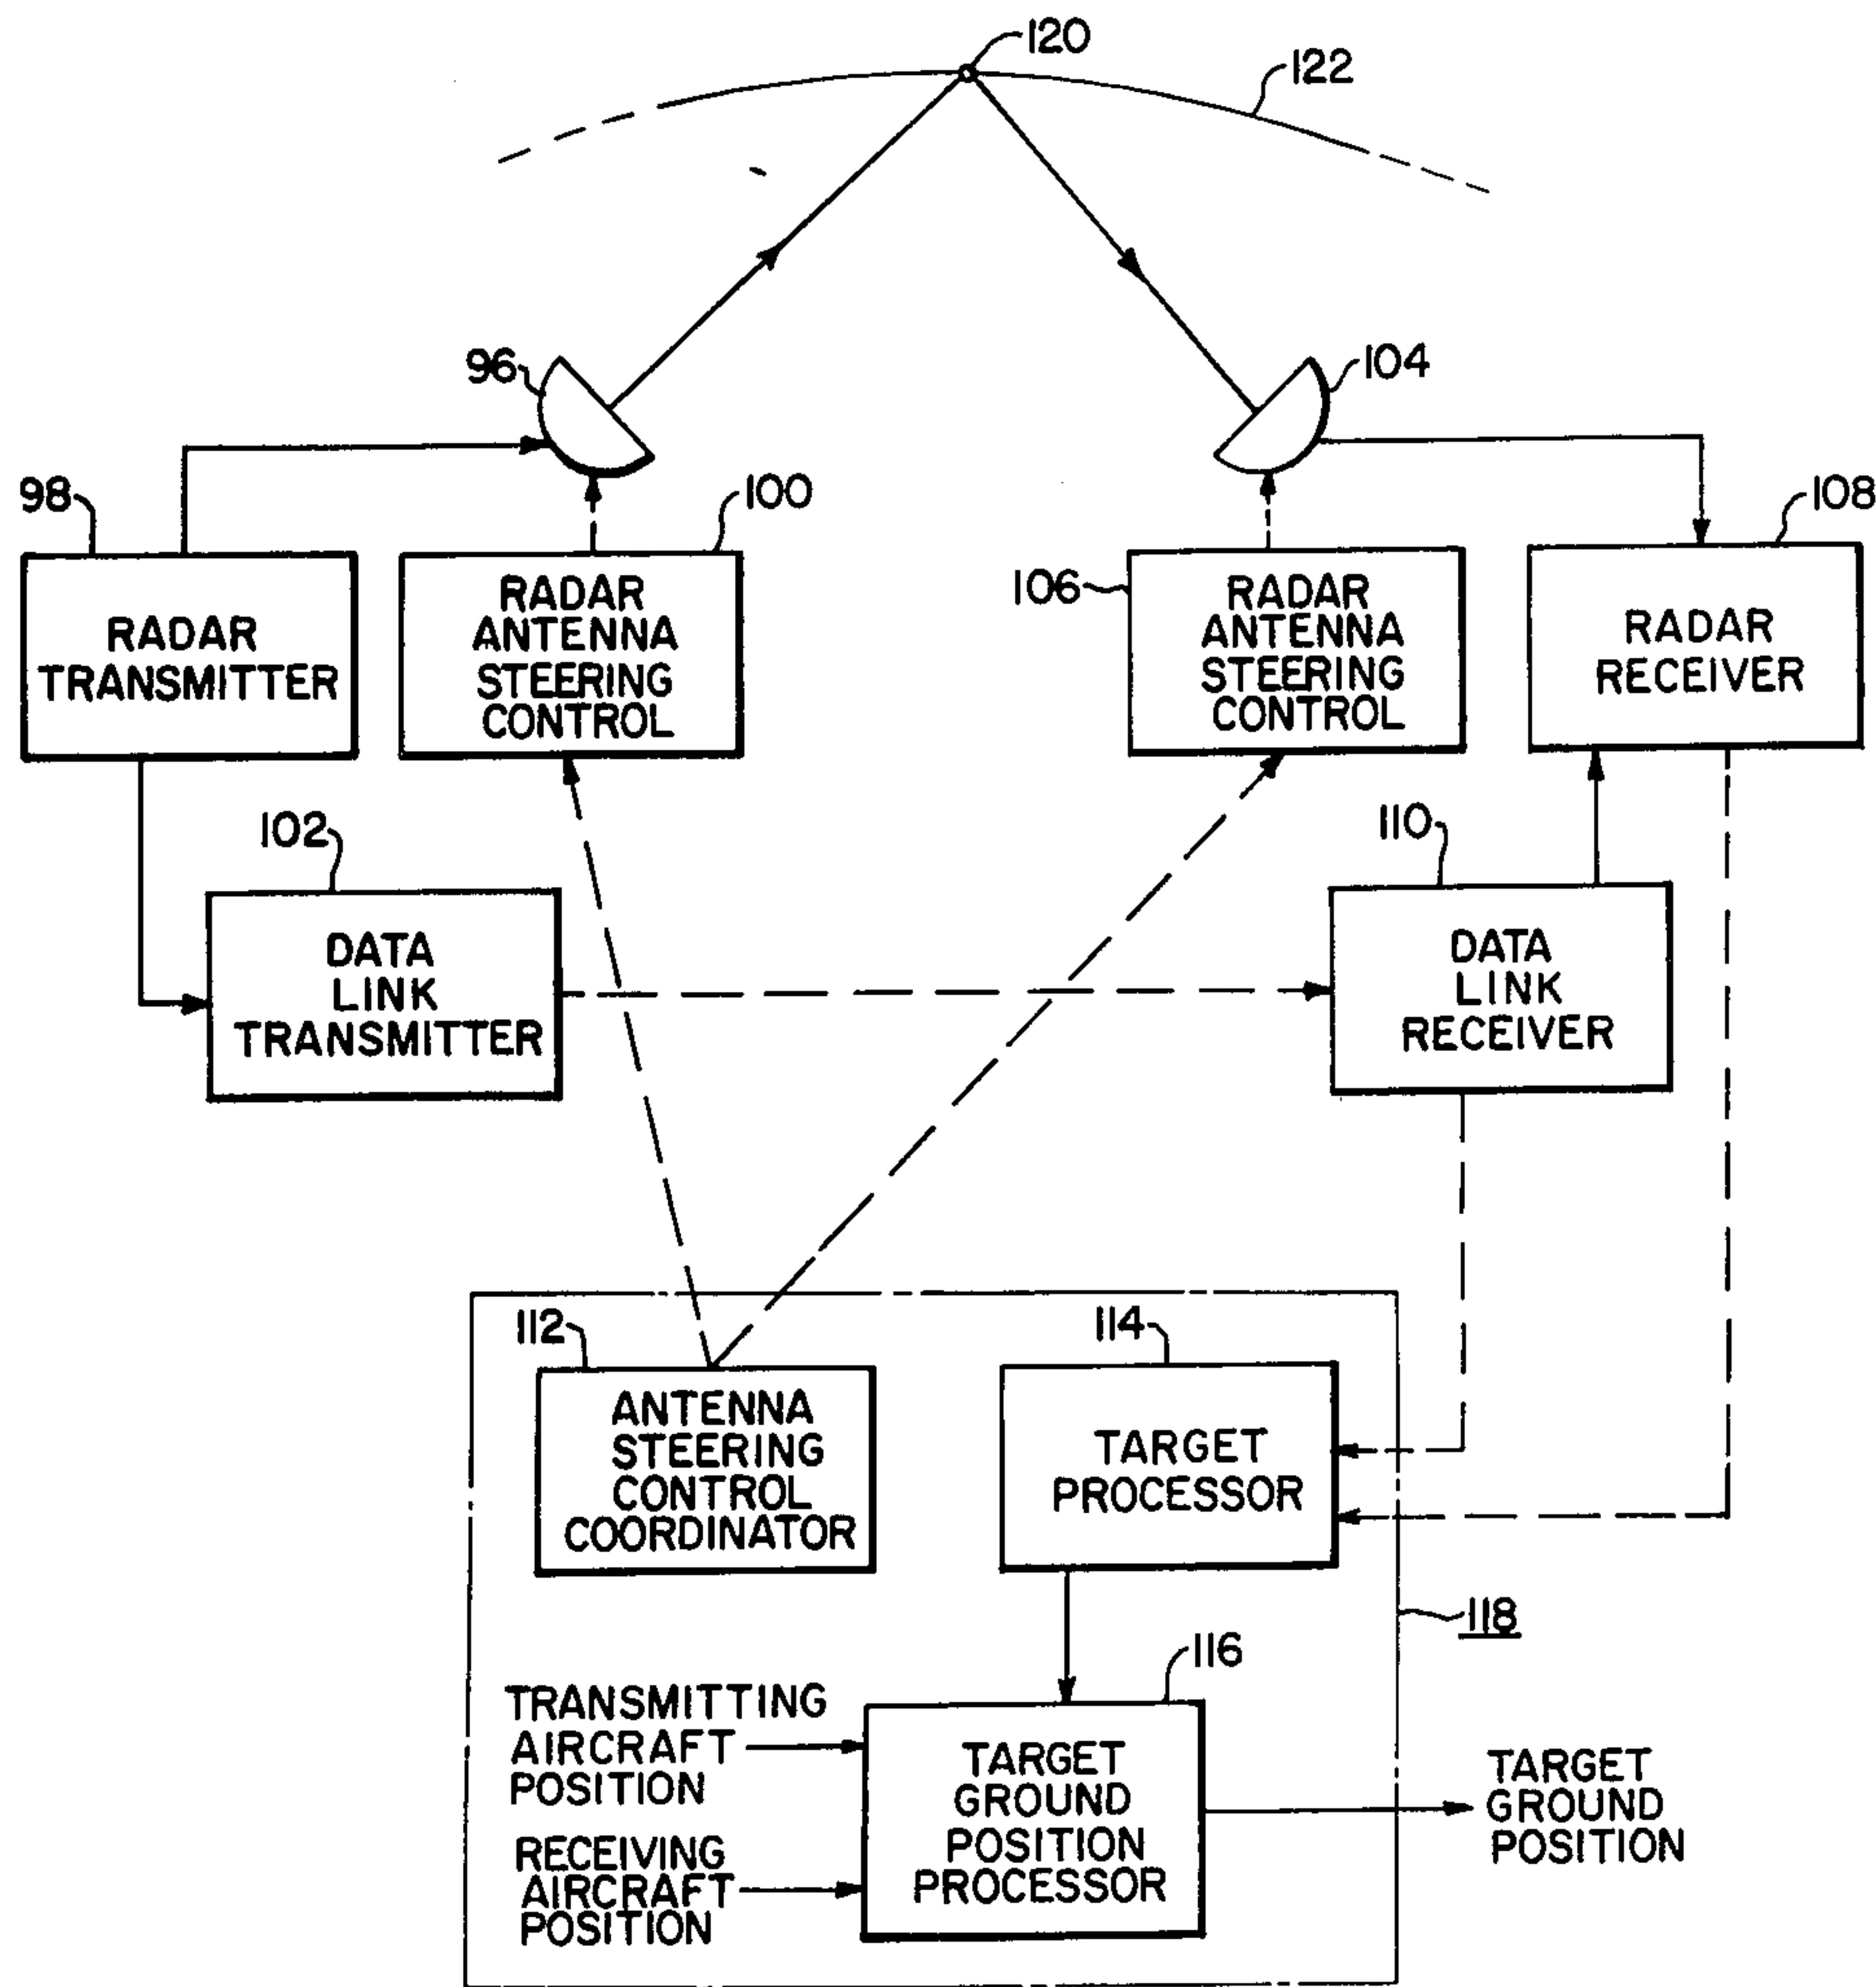 120
122
96
104
98
100
106
108
RADAR
TRANSMITTER
RADAR
ANTENNA
STEERING
CONTROL
RADAR
ANTENNA
STEERING
CONTROL
RADAR
RECEIVER
102
110
DATA
LINK
TRANSMITTER
DATA
LINK
RECEIVER
112
114
ANTENNA
STEERING
CONTROL
COORDINATOR
TARGET
PROCESSOR
118
116
TRANSMITTING
AIRCRAFT
POSITION
RECEIVING
AIRCRAFT
POSITION
TARGET
GROUND
POSITION
PROCESSOR
TARGET
GROUND
POSITION